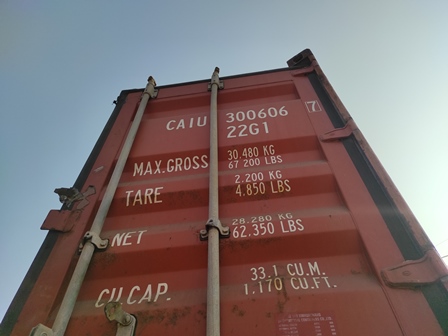 CAIU 300606 7
22G1
MAX.GROSS 30.480 KG
67 200 LBS
TARE 2.200 KG
4.850 LBS
NET 28.280 KG
62.350 LBS
CU.CAP. 33.1 CU.M.
1.170 CU.FT.